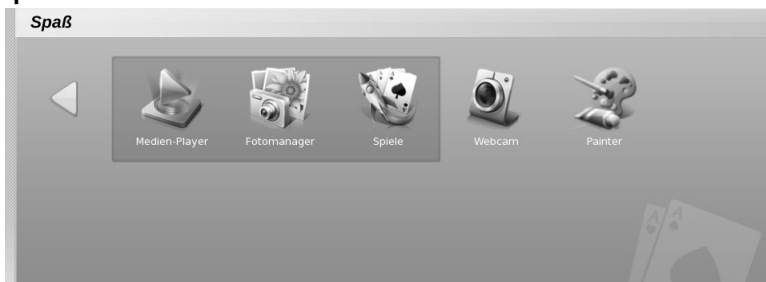 Spaß
Medien-Player
Fotomanager
Spiele
Webcam
Painter